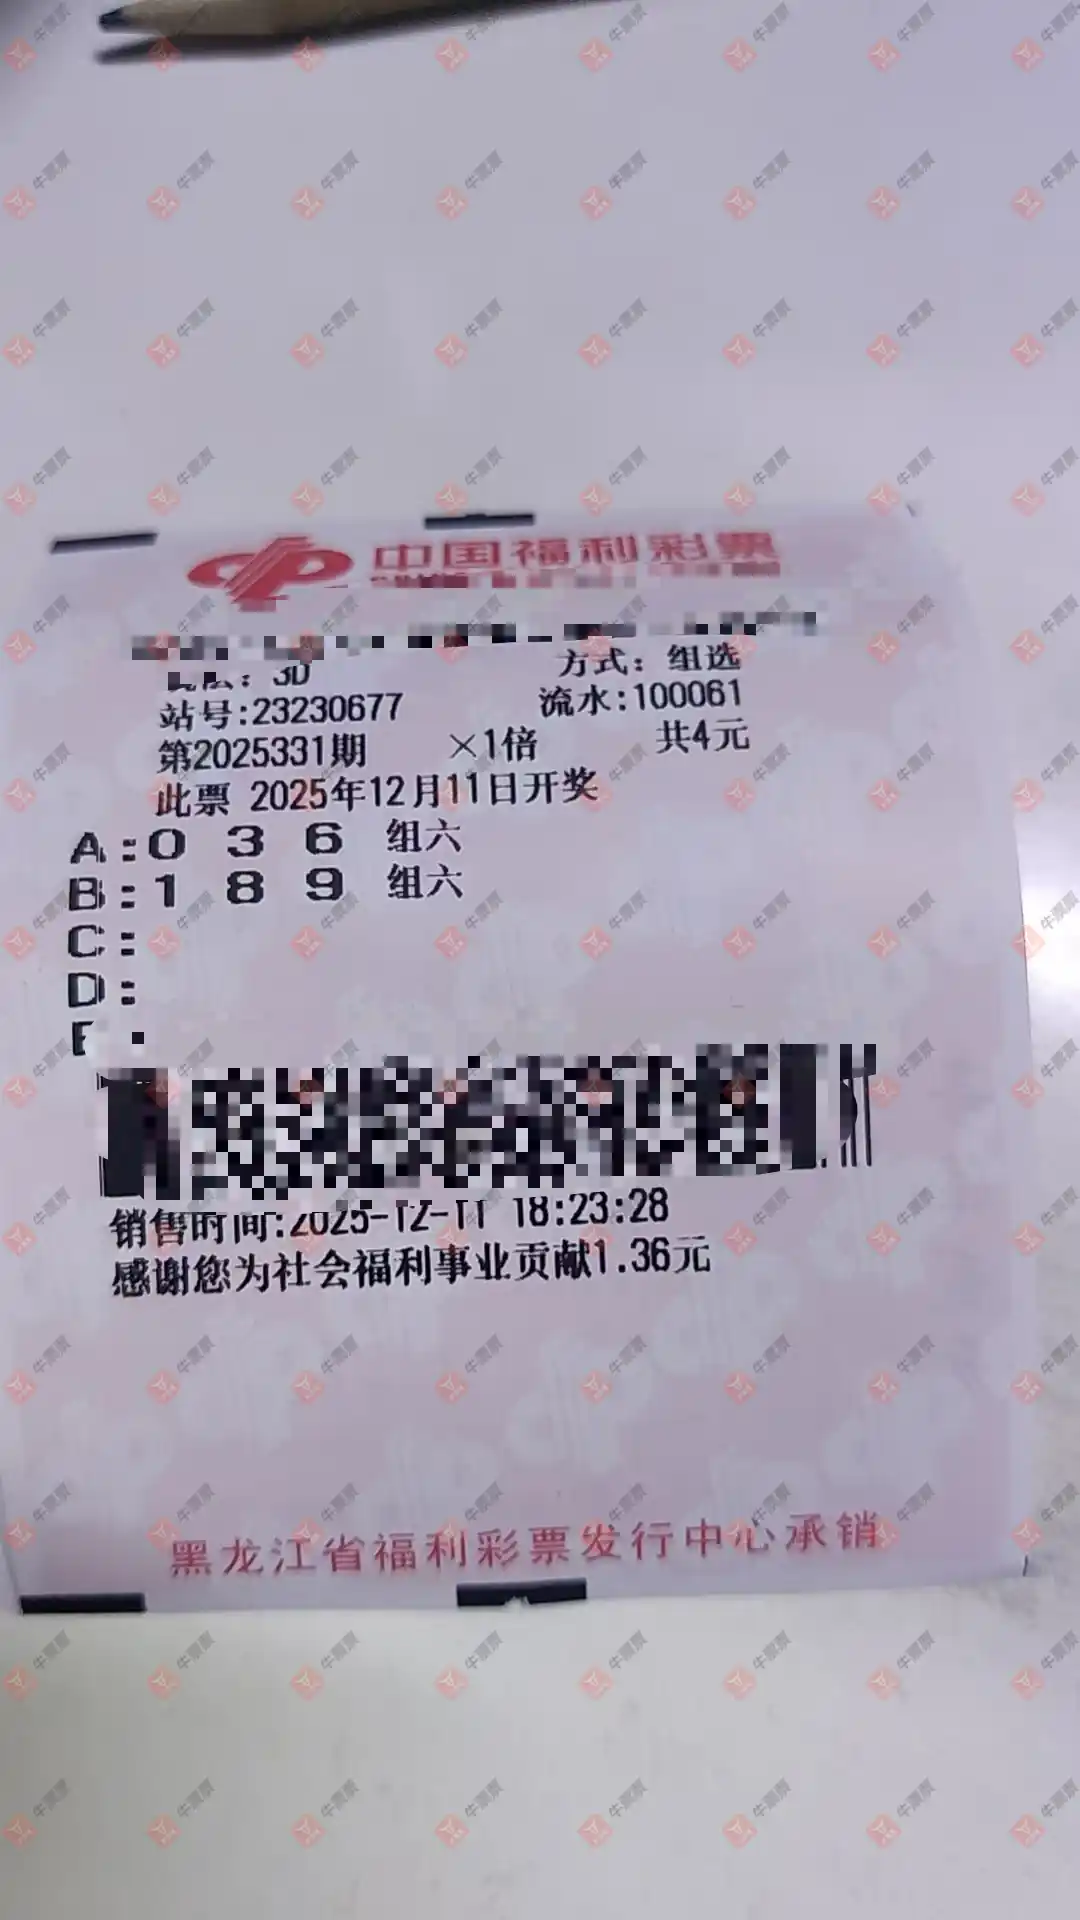 中国福利彩票
3D 方式：组选
站号:23230677 流水:100061
第2025331期 ×1倍 共4元
此票 2025年12月11日开奖
A:0 3 6 组六
B:1 8 9 组六
C:
D:
E
销售时间:2025-12-11 18:23:28
感谢您为社会福利事业贡献1.36元
黑龙江省福利彩票发行中心承销
牛票票